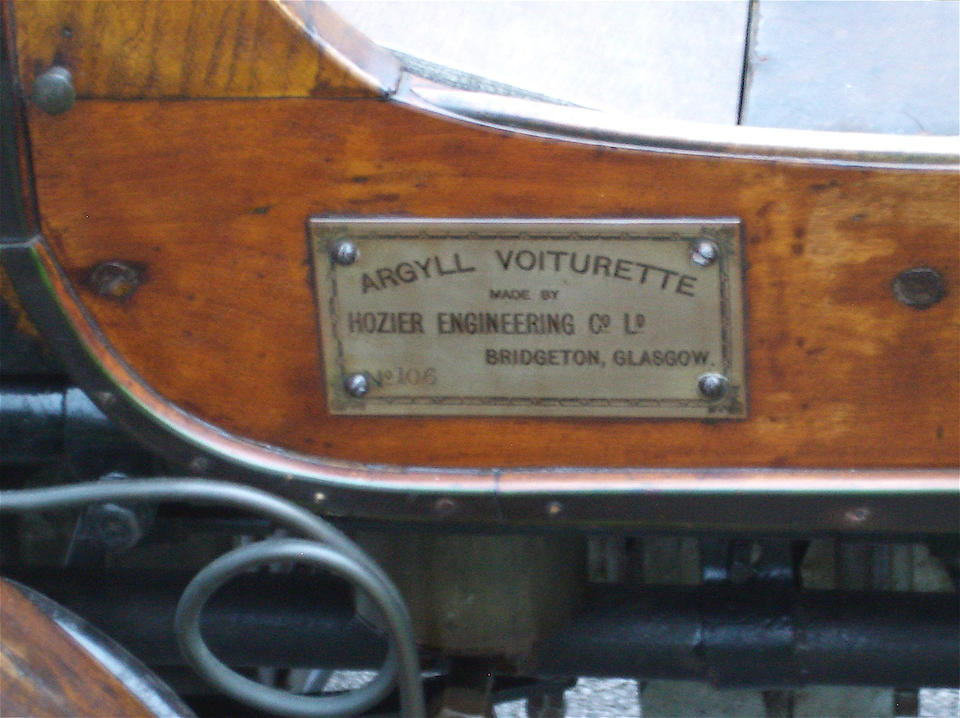 ARGYLL VOITURETTE
MADE BY
HOZIER ENGINEERING Cº Lᴰ
BRIDGETON, GLASGOW.
Nº 106